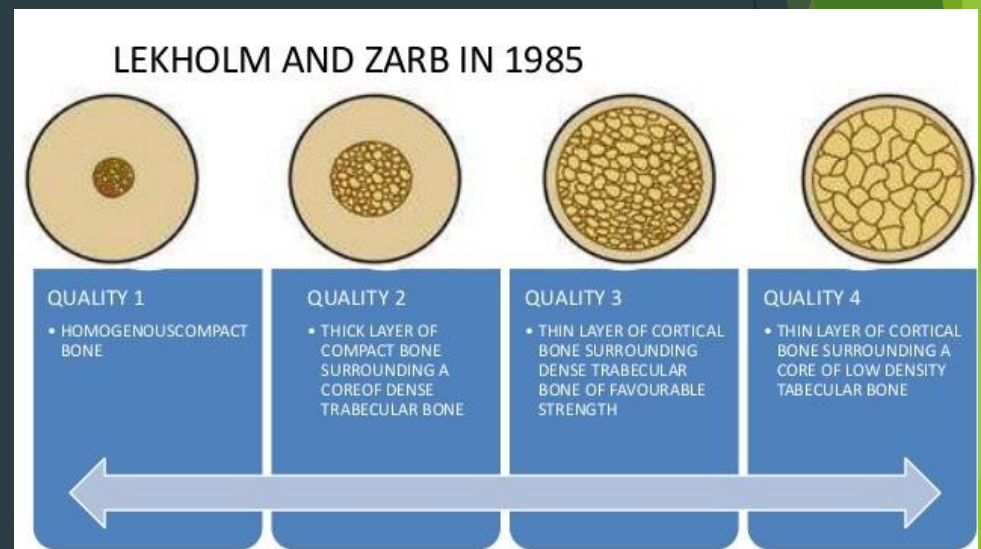 LEKHOLM AND ZARB IN 1985
QUALITY 1
• HOMOGENOUSCOMPACT
BONE
QUALITY 2
• THICK LAYER OF
COMPACT BONE
SURROUNDING A
COREOF DENSE
TRABECULAR BONE
QUALITY 3
• THIN LAYER OF CORTICAL
BONE SURROUNDING
DENSE TRABECULAR
BONE OF FAVOURABLE
STRENGTH
QUALITY 4
• THIN LAYER OF CORTICAL
BONE SURROUNDING A
CORE OF LOW DENSITY
TABECULAR BONE